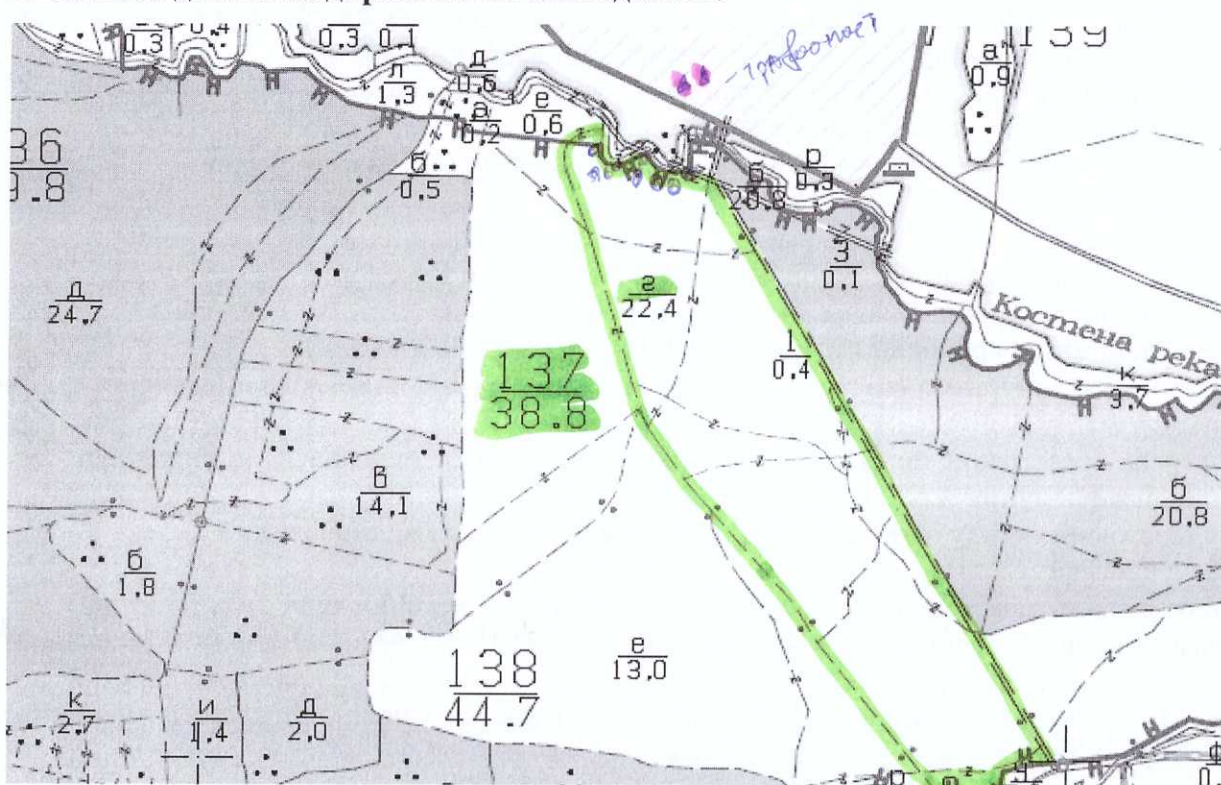 0.3
0.4
0.3
0.1
139
- трафопост
а
0.9
д
0.6
л
1.3
а
0.2
е
0.6
36
9.8
б
0.5
р
0.3
б
20.8
З
0.1
д
24.7
г
22,4
1
0.4
Костена река
к
3.7
137
38.8
в
14,1
б
20.8
б
1.8
138
44.7
е
13,0
к
2.7
и
1.4
д
2.0
ф